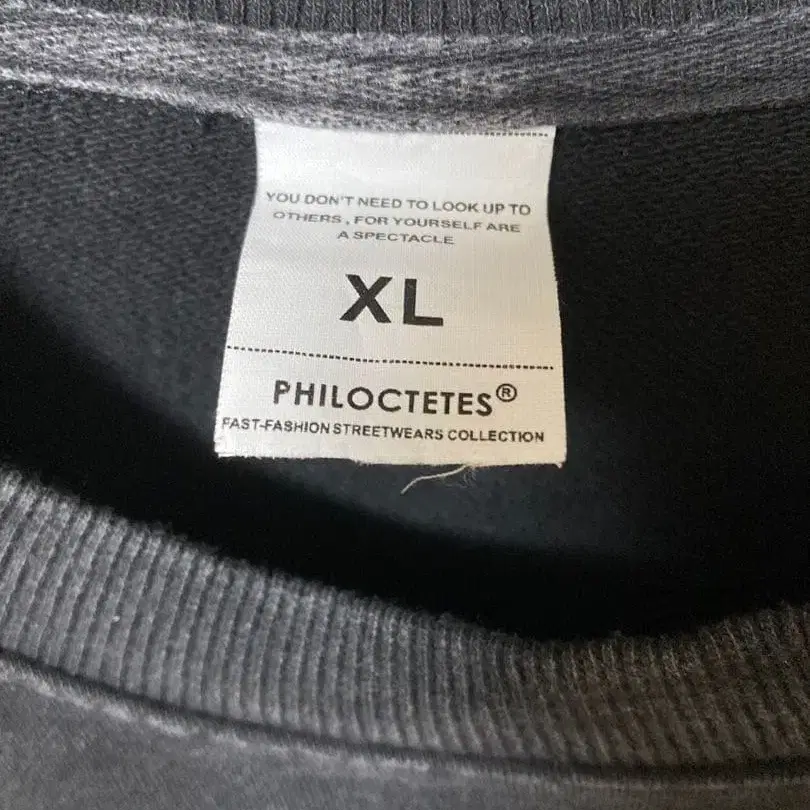 YOU DON'T NEED TO LOOK UP TO
OTHERS, FOR YOURSELF ARE
A SPECTACLE
XL
PHILOCTETES®
FAST-FASHION STREETWEARS COLLECTION